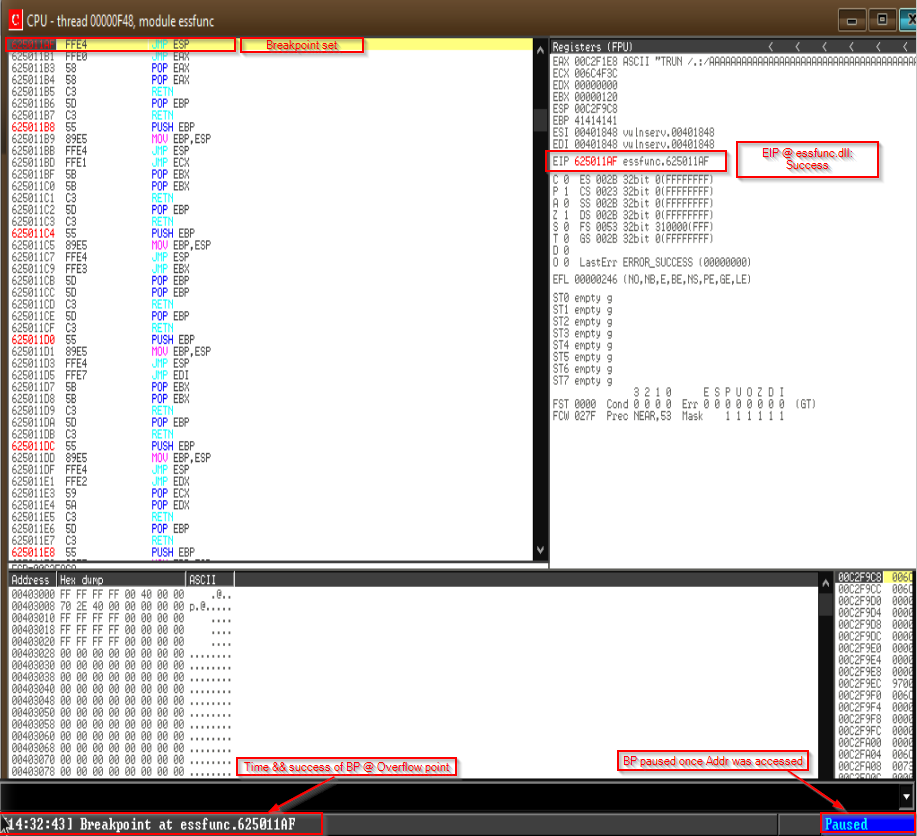 CPU - thread 00000F48, module essfunc
FFE4 JMP ESP
Breakpoint set
625011B1 FFE0 JMP EAX
625011B3 58 POP EAX
625011B4 58 POP EAX
625011B5 C3 RETN
625011B6 5D POP EBP
625011B7 C3 RETN
625011B8 55 PUSH EBP
625011B9 89E5 MOV EBP,ESP
625011BB FFE4 JMP ESP
625011BD FFE1 JMP ECX
625011BF 5B POP EBX
625011C0 5B POP EBX
625011C1 C3 RETN
625011C2 5D POP EBP
625011C3 C3 RETN
625011C4 55 PUSH EBP
625011C5 89E5 MOV EBP,ESP
625011C7 FFE4 JMP ESP
625011C9 FFE3 JMP EBX
625011CB 5D POP EBP
625011CC 5D POP EBP
625011CD C3 RETN
625011CE 5D POP EBP
625011CF C3 RETN
625011D0 55 PUSH EBP
625011D1 89E5 MOV EBP,ESP
625011D3 FFE4 JMP ESP
625011D5 FFE7 JMP EDI
625011D7 5B POP EBX
625011D8 5B POP EBX
625011D9 C3 RETN
625011DA 5D POP EBP
625011DB C3 RETN
625011DC 55 PUSH EBP
625011DD 89E5 MOV EBP,ESP
625011DF FFE4 JMP ESP
625011E1 FFE2 JMP EDX
625011E3 59 POP ECX
625011E4 5A POP EDX
625011E5 C3 RETN
625011E6 5D POP EBP
625011E7 C3 RETN
625011E8 55 PUSH EBP
Registers (FPU) < < < < < <
EAX 00C2F1E8 ASCII "TRUN /.:/AAAAAAAAAAAAAAAAAAAAAAAAAAAAAAAAAAA
ECX 006C4F3C
EDX 00000000
EBX 00000120
ESP 00C2F9C8
EBP 41414141
ESI 00401848 vulnserv.00401848
EDI 00401848 vulnserv.00401848
EIP 625011AF essfunc.625011AF
EIP @ essfunc.dll:
Success
C 0 ES 002B 32bit 0(FFFFFFFF)
P 1 CS 0023 32bit 0(FFFFFFFF)
A 0 SS 002B 32bit 0(FFFFFFFF)
Z 1 DS 002B 32bit 0(FFFFFFFF)
S 0 FS 0053 32bit 310000(FFF)
T 0 GS 002B 32bit 0(FFFFFFFF)
D 0
O 0 LastErr ERROR_SUCCESS (00000000)
EFL 00000246 (NO,NB,E,BE,NS,PE,GE,LE)
ST0 empty g
ST1 empty g
ST2 empty g
ST3 empty g
ST4 empty g
ST5 empty g
ST6 empty g
ST7 empty g
3 2 1 0 E S P U O Z D I
FST 0000 Cond 0 0 0 0 Err 0 0 0 0 0 0 0 0 (GT)
FCW 027F Prec NEAR,53 Mask 1 1 1 1 1 1
Address Hex dump ASCII
00403000 FF FF FF FF 00 40 00 00 .@..
00403008 70 2E 40 00 00 00 00 00 p.@.....
00403010 FF FF FF FF 00 00 00 00 ....
00403018 FF FF FF FF 00 00 00 00 ....
00403020 FF FF FF FF 00 00 00 00 ....
00403028 00 00 00 00 00 00 00 00 ........
00403030 00 00 00 00 00 00 00 00 ........
00403038 00 00 00 00 00 00 00 00 ........
00403040 00 00 00 00 00 00 00 00 ........
00403048 00 00 00 00 00 00 00 00 ........
00403050 00 00 00 00 00 00 00 00 ........
00403058 00 00 00 00 00 00 00 00 ........
00403060 00 00 00 00 00 00 00 00 ........
00403068 00 00 00 00 00 00 00 00 ........
00403070 00 00 00 00 00 00 00 00 ........
00403078 00 00 00 00 00 00 00 00 ........
Time && success of BP @ Overflow point
BP paused once Addr was accessed
00C2F9C8 006C
00C2F9CC 006C
00C2F9D0 0000
00C2F9D4 0000
00C2F9D8 0000
00C2F9DC 0000
00C2F9E0 0000
00C2F9E4 0000
00C2F9E8 0000
00C2F9EC 9700
00C2F9F0 006C
00C2F9F4 0000
00C2F9F8 0000
00C2F9FC 0000
00C2FA00 0000
00C2FA04 006C
00C2FA08 0073
14:32:43] Breakpoint at essfunc.625011AF
Paused